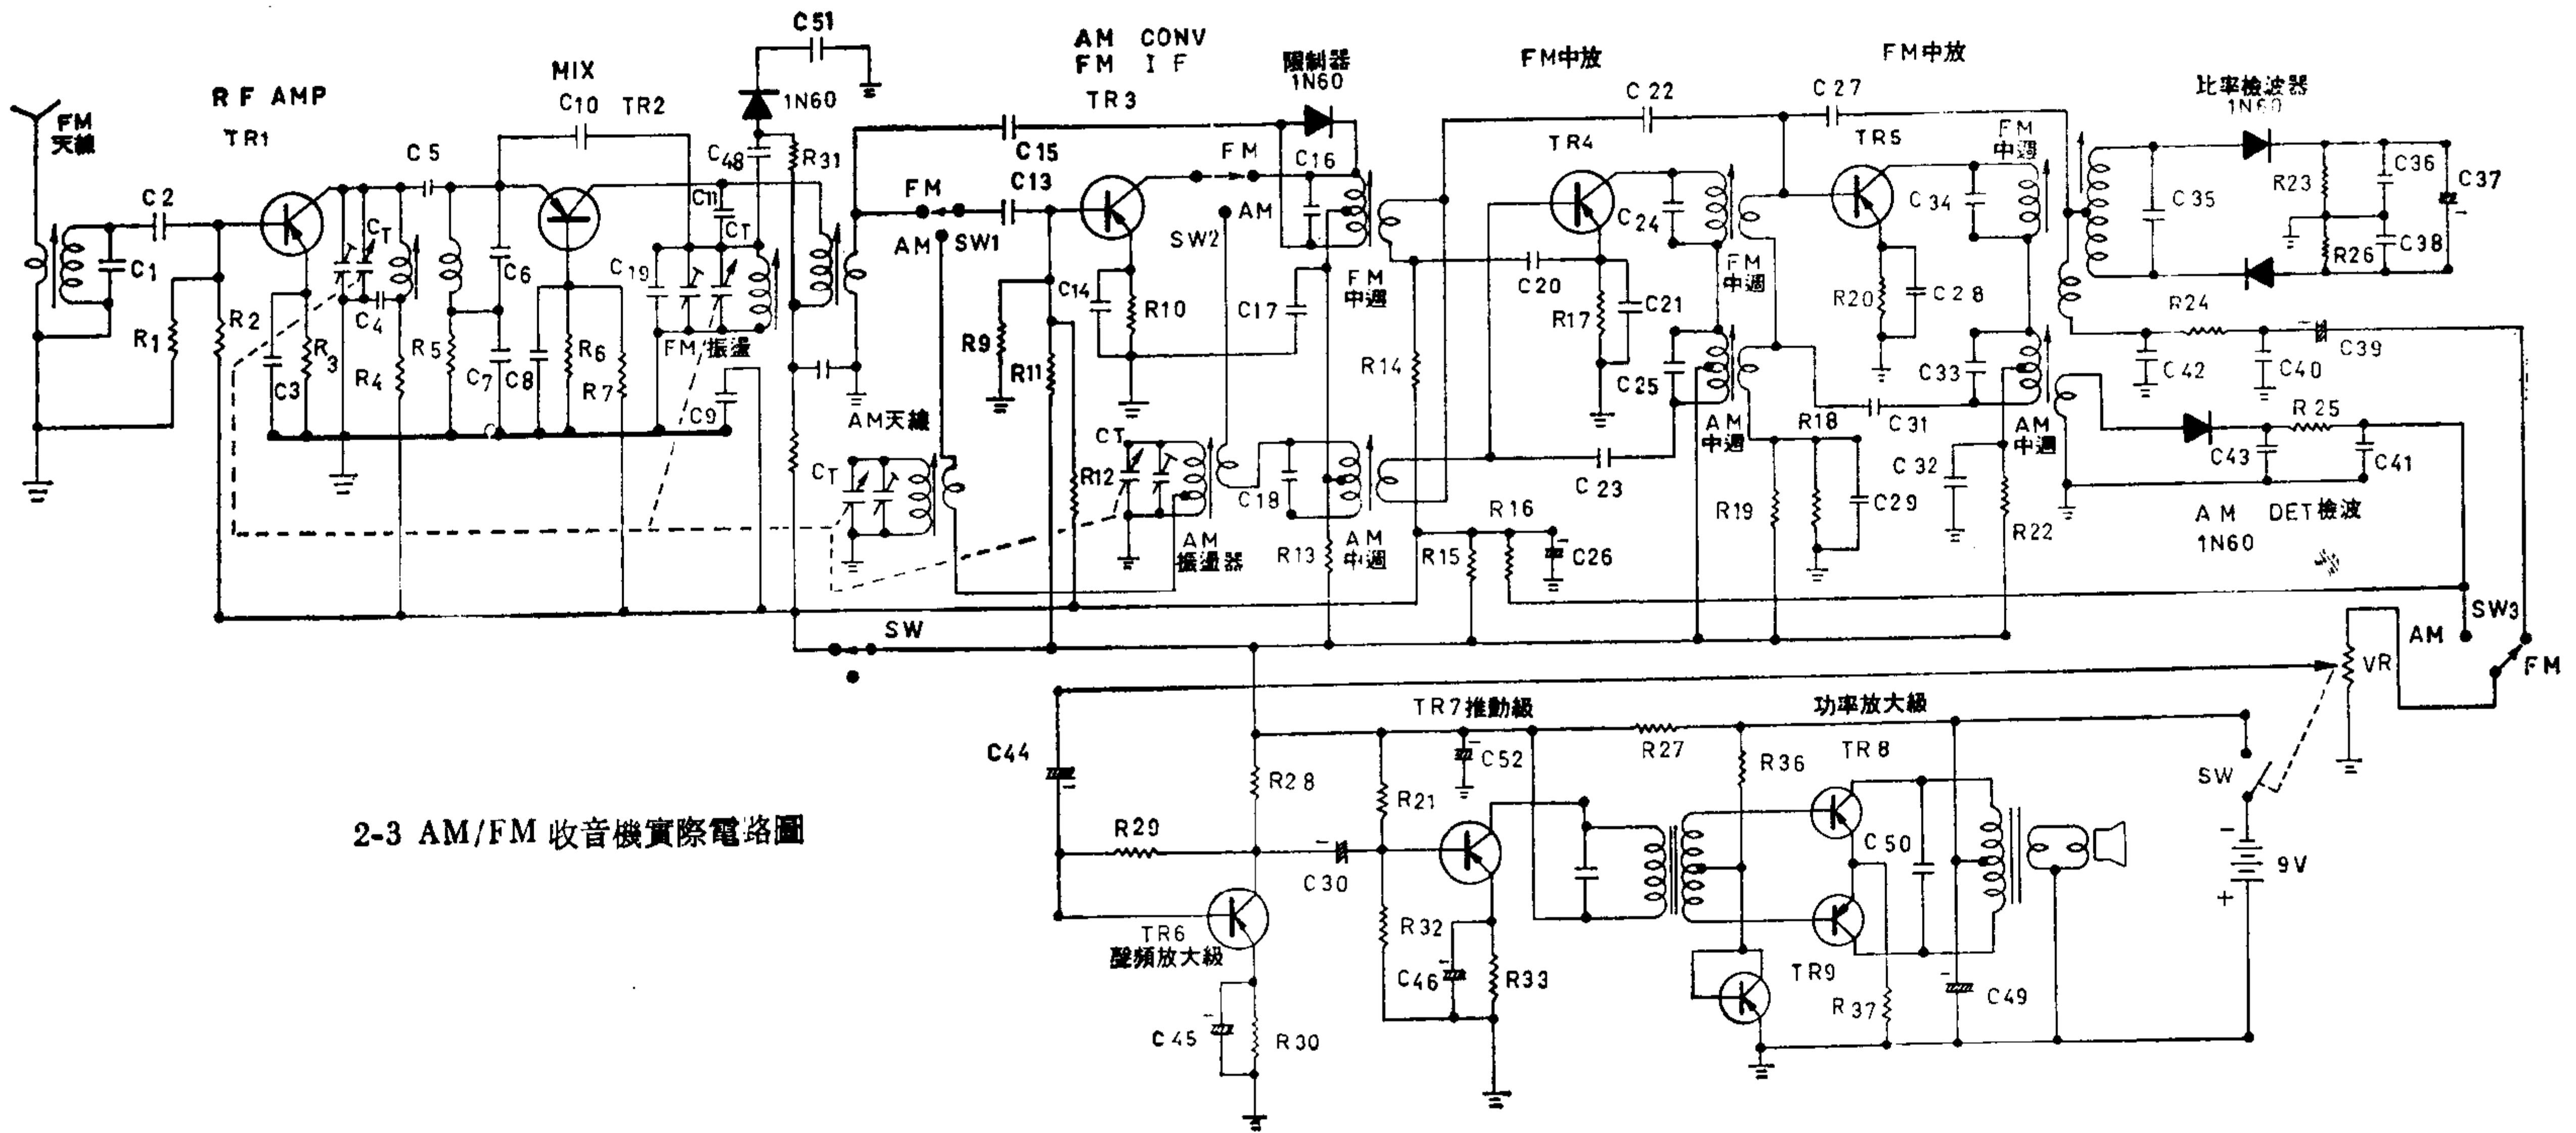 C51
AM CONV
FM IF
限制器
1N60
FM中放
FM中放
比率檢波器
1N60
RF AMP
MIX
C10
TR2
1N60
TR3
C22
C27
FM
天線
TR1
C5
C48
R31
C15
FM
C16
TR4
TR5
FM
中週
C36
C37
R23
C2
CT
C11
CT
FM
C13
AM
C24
C34
C35
AM
SW1
SW2
C1
C6
C19
FM
中週
FM
中週
C38
R26
C14
R10
C17
C20
C21
R20
C28
R24
R1
R2
R3
C4
R5
FM 振盪
R9
R17
C39
C3
R4
C7
C8
R6
R7
C9
R11
R14
C25
C33
C42
C40
AM天線
AM
中週
R18
C31
AM
中週
R25
CT
CT
R12
C18
C23
C32
C43
C41
R16
R19
C29
R22
AM
1N60
DET檢波
AM
振盪器
R13
AM
中週
R15
C26
SW
AM
SW3
VR
FM
TR7推動級
功率放大級
C44
R28
C52
R27
R36
TR8
SW
R21
2-3 AM/FM 收音機實際電路圖
R29
C30
C50
9V
TR6
聲頻放大級
R32
C46
R33
TR9
R37
C49
C45
R30